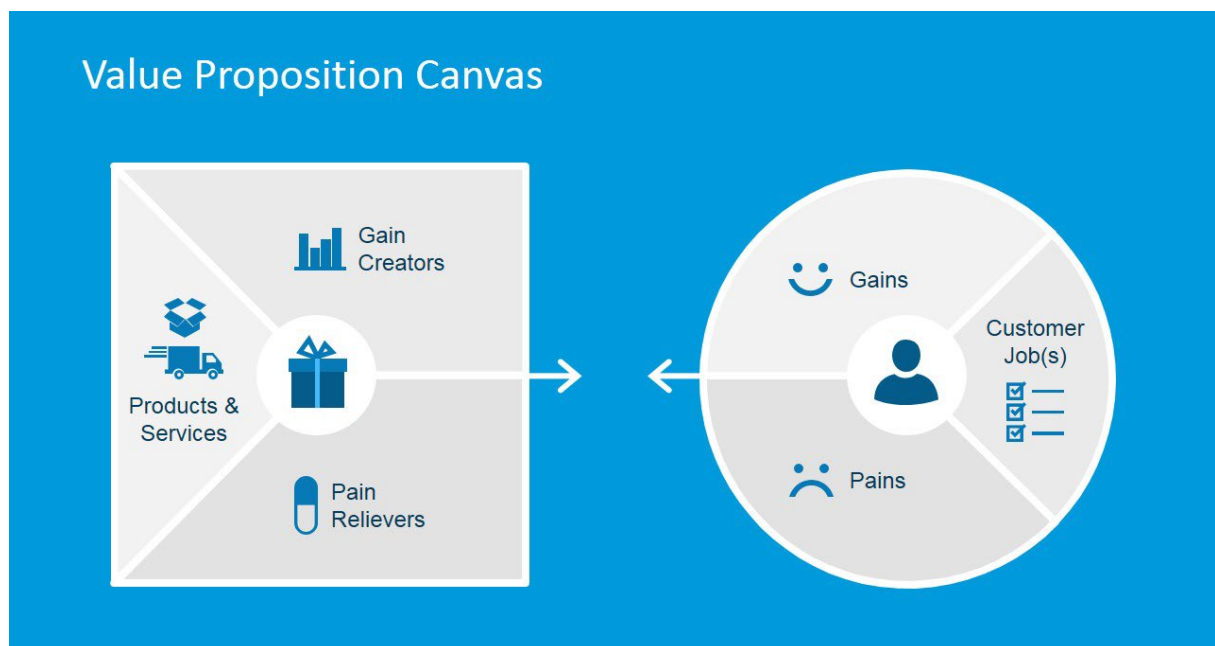 Value Proposition Canvas
Gain
Creators
Products &
Services
Pain
Relievers
Gains
Customer
Job(s)
Pains